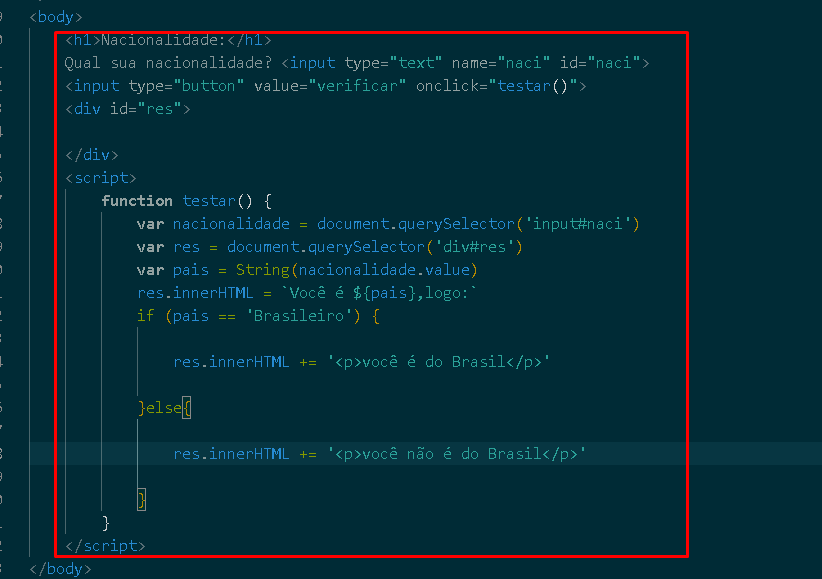 <body>
<h1>Nacionalidade:</h1>
Qual sua nacionalidade? <input type="text" name="naci" id="naci">
<input type="button" value="verificar" onclick="testar()">
<div id="res">
</div>
<script>
function testar() {
var nacionalidade = document.querySelector('input#naci')
var res = document.querySelector('div#res')
var pais = String(nacionalidade.value)
res.innerHTML = `Você é ${pais},logo:`
if (pais == 'Brasileiro') {
res.innerHTML += '<p>você é do Brasil</p>'
}else{
res.innerHTML += '<p>você não é do Brasil</p>'
}
}
</script>
</body>